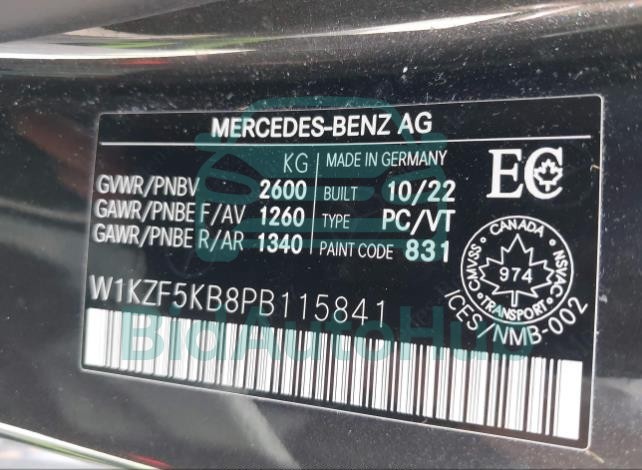 MERCEDES-BENZ AG
KG MADE IN GERMANY EC
GVWR/PNBV 2600 BUILT 10/22
GAWR/PNBE F/AV 1260 TYPE PC/VT
GAWR/PNBE R/AR 1340 PAINT CODE 831
CANADA
CMVSS 974 NSVAC
TRANSPORT
ICES/NMB-002
W1KZF5KB8PB115841
BidAutoHub